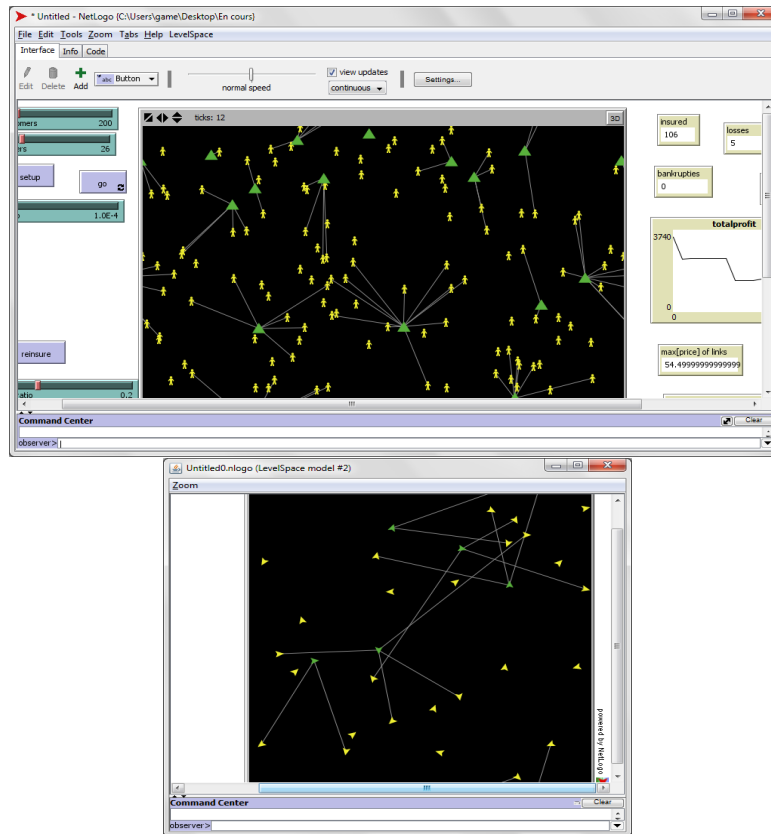 * Untitled - NetLogo {C:\Users\game\Desktop\En cours}
File Edit Tools Zoom Tabs Help LevelSpace
Interface Info Code
Edit Delete Add abc Button normal speed view updates continuous Settings...
omers 200
ers 26
setup go
1.0E-4
reinsure
atio 0.2
ticks: 12 3D
insured
106
losses
5
bankrupties
0
totalprofit
3740
0
0
max[price] of links
54.49999999999999
Command Center Clear
observer>
Untitled0.nlogo (LevelSpace model #2)
Zoom
powered by NetLogo
Command Center Clear
observer>